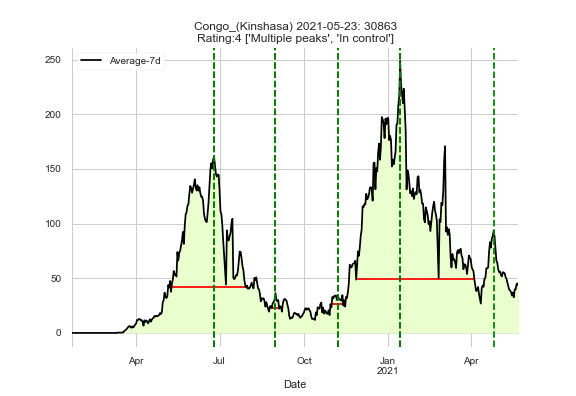 Congo_(Kinshasa) 2021-05-23: 30863
Rating:4 ['Multiple peaks', 'In control']
Average-7d
250
200
150
100
50
0
Apr
Jul
Oct
Jan
2021
Apr
Date